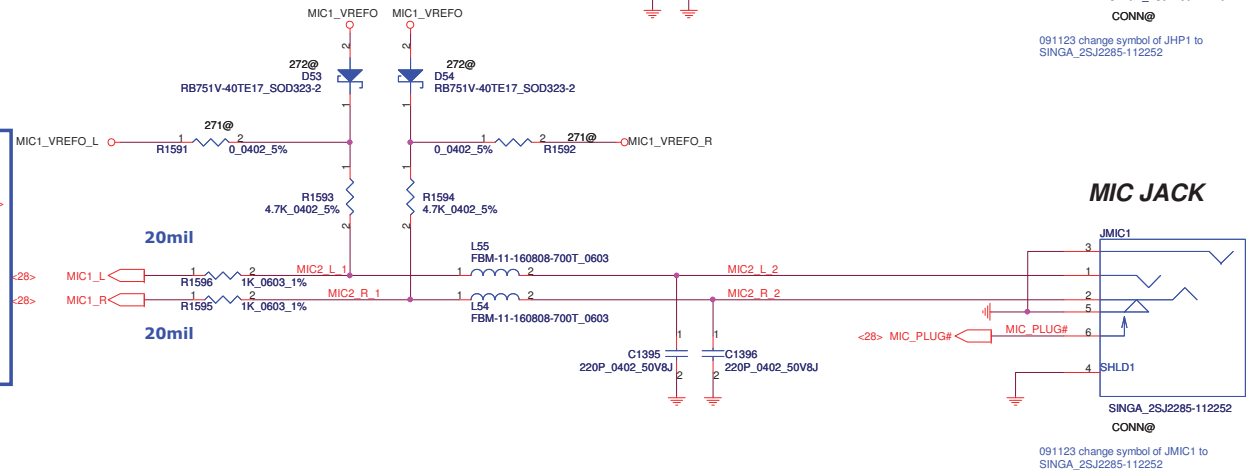 CONN@
091123 change symbol of JHP1 to
SINGA_2SJ2285-112252
MIC1_VREFO MIC1_VREFO
2 2
272@ 272@
D53 D54
RB751V-40TE17_SOD323-2 RB751V-40TE17_SOD323-2
1 1
MIC1_VREFO_L 1 271@ 2 1 2 271@ MIC1_VREFO_R
R1591 0_0402_5% 0_0402_5% R1592
1 1
R1593 R1594
4.7K_0402_5% 4.7K_0402_5%
2 2
MIC JACK
20mil
JMIC1
L55
FBM-11-160808-700T_0603
3
<28> MIC1_L 1 2 MIC2_L_1 1 2 MIC2_L_2 1
R1596 1K_0603_1%
<28> MIC1_R 1 2 MIC2_R_1 1 2 MIC2_R_2 2
R1595 1K_0603_1% L54
FBM-11-160808-700T_0603
5
20mil
<28> MIC_PLUG# MIC_PLUG# 6
1 1
C1395 C1396
220P_0402_50V8J 220P_0402_50V8J
2 2
4 SHLD1
SINGA_2SJ2285-112252
CONN@
091123 change symbol of JMIC1 to
SINGA_2SJ2285-112252